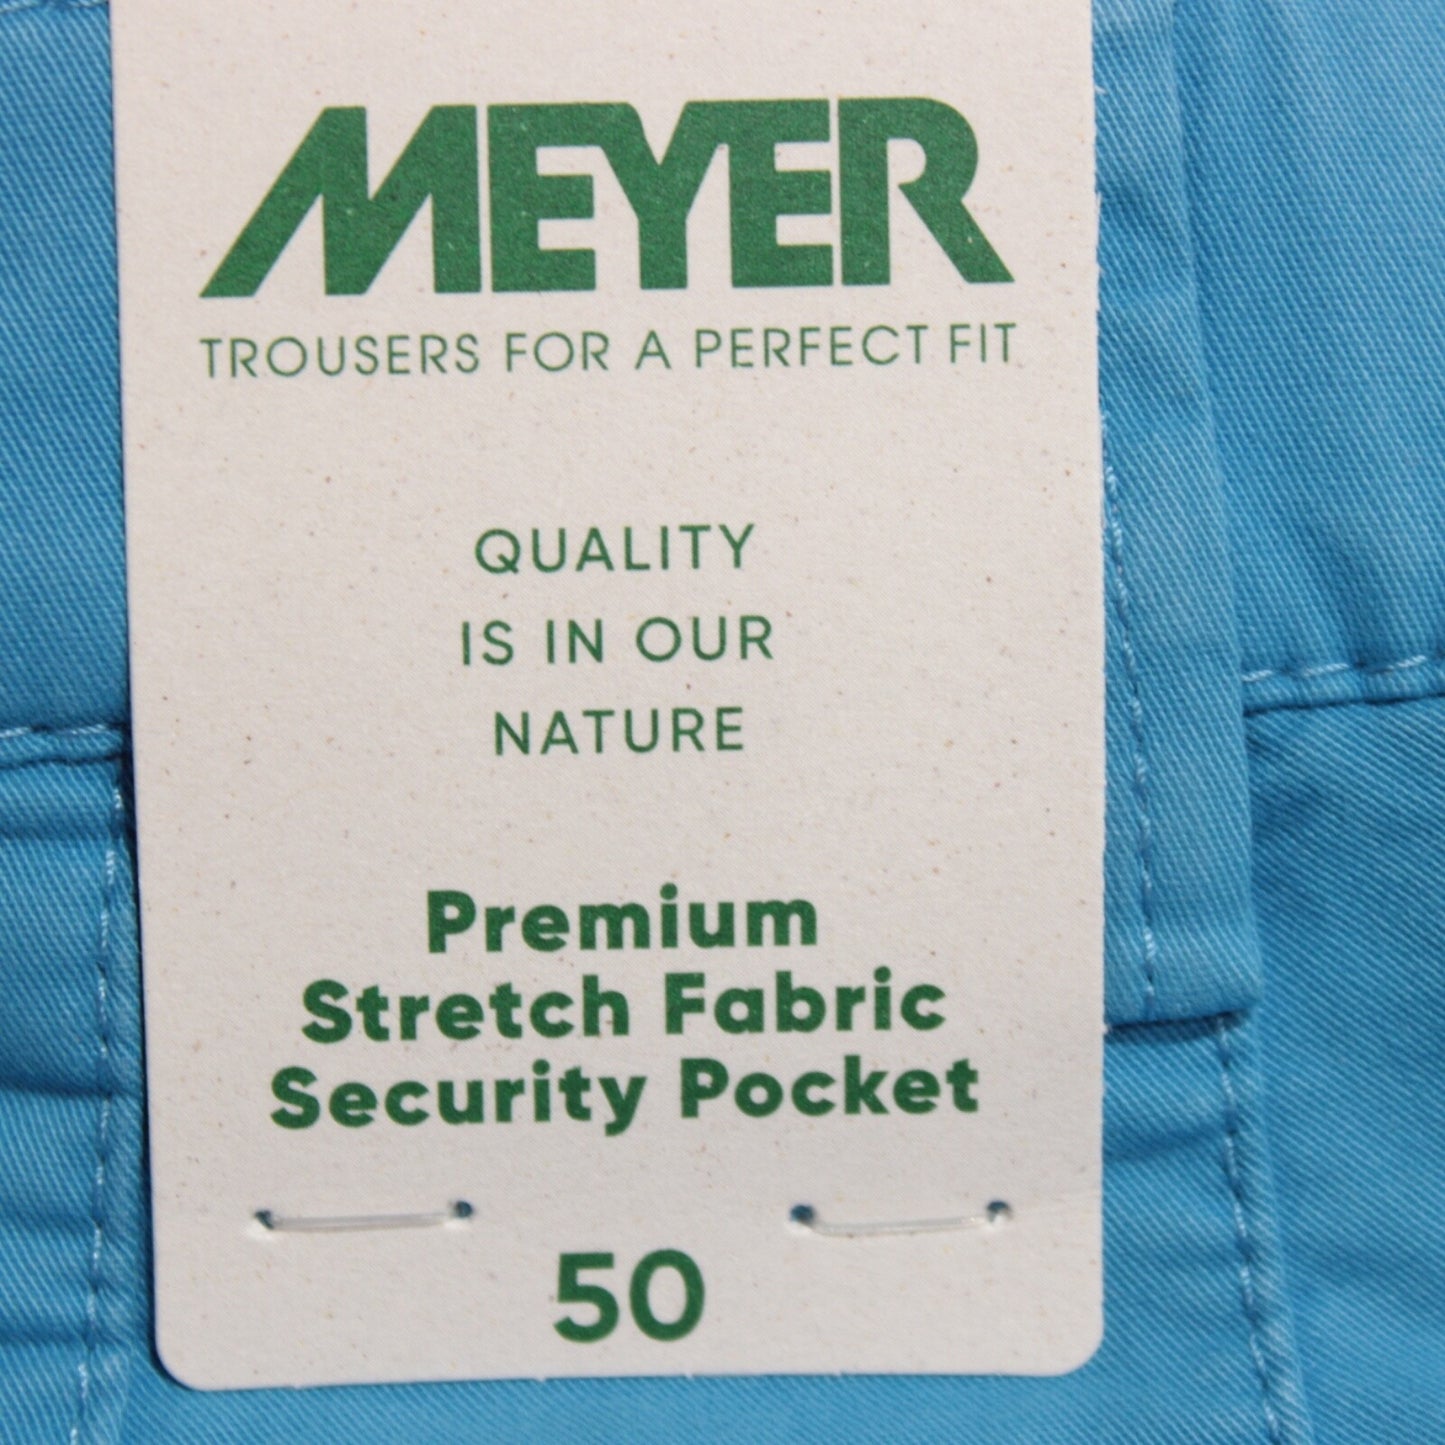 MEYER
TROUSERS FOR A PERFECT FIT
QUALITY
IS IN OUR
NATURE
Premium
Stretch Fabric
Security Pocket
50